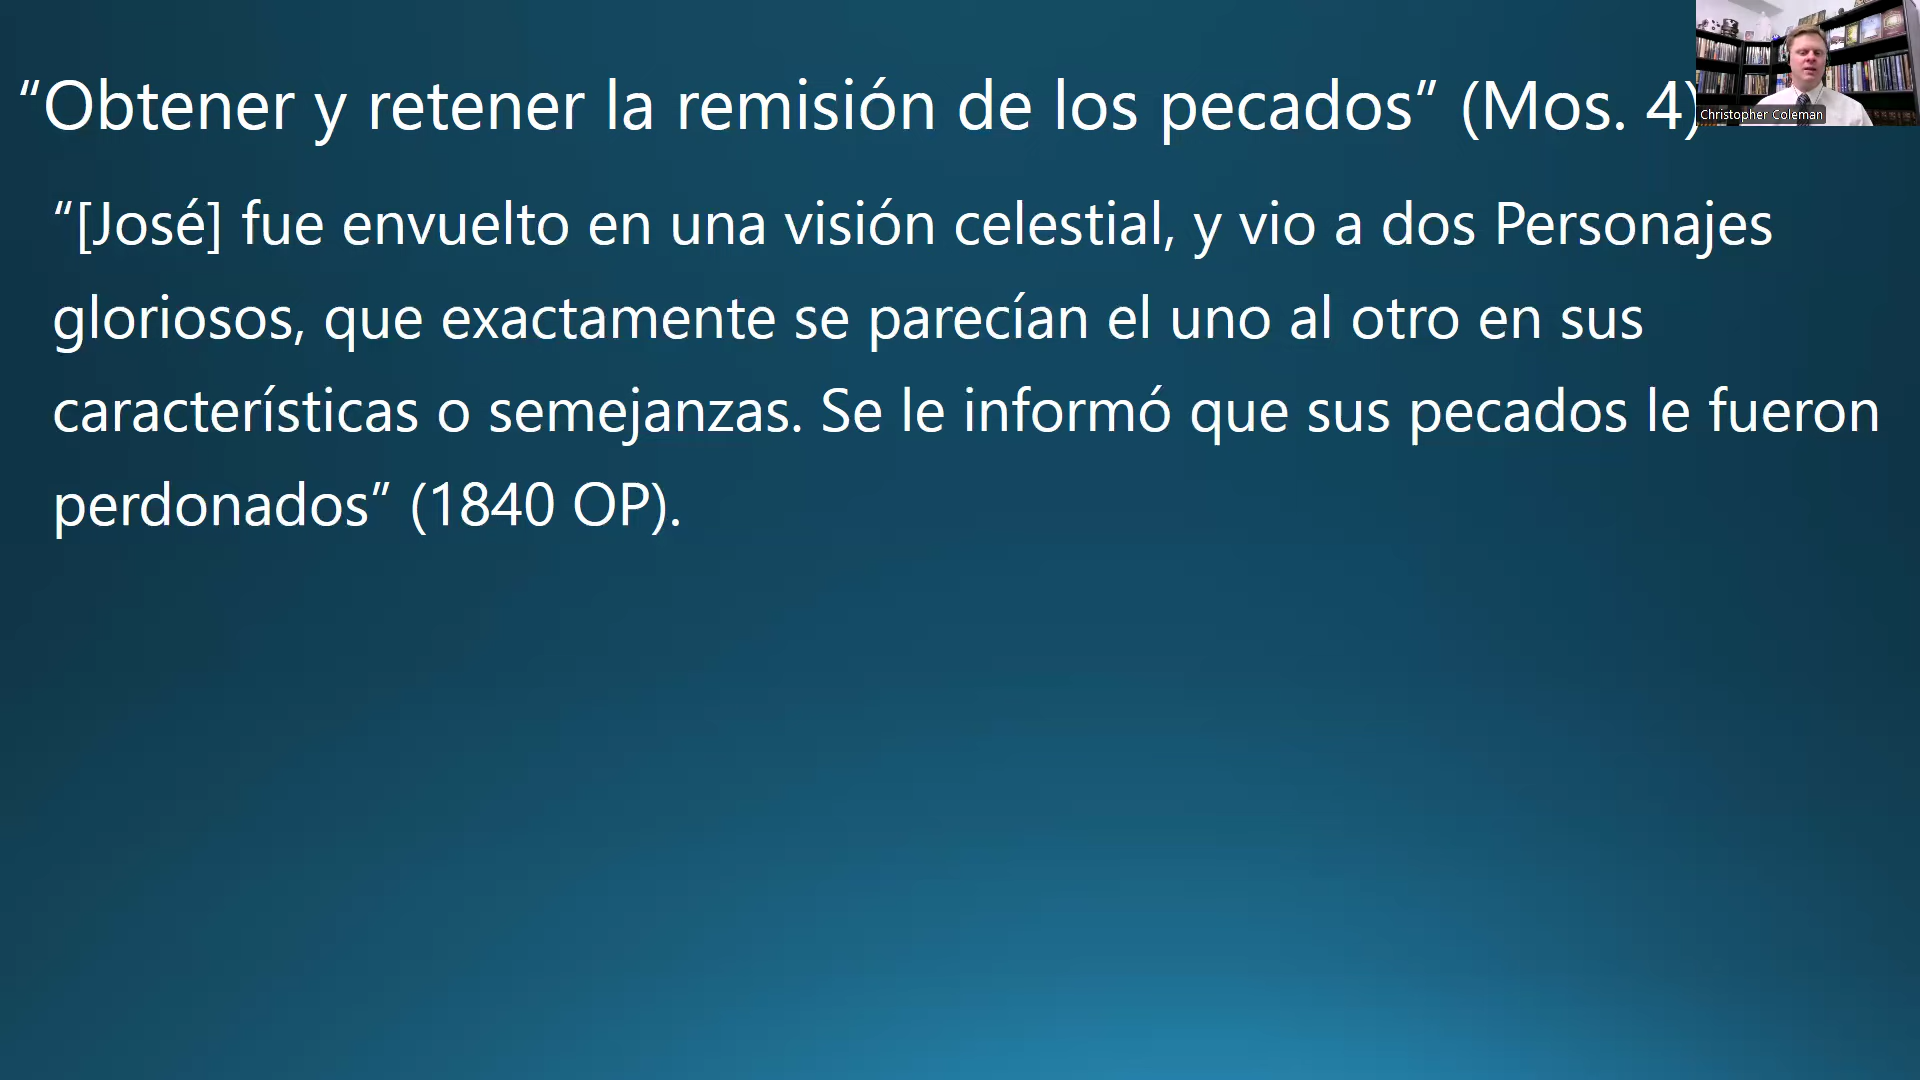 “Obtener y retener la remisión de los pecados” (Mos. 4)
Christopher Coleman
“[José] fue envuelto en una visión celestial, y vio a dos Personajes
gloriosos, que exactamente se parecían el uno al otro en sus
características o semejanzas. Se le informó que sus pecados le fueron
perdonados” (1840 OP).